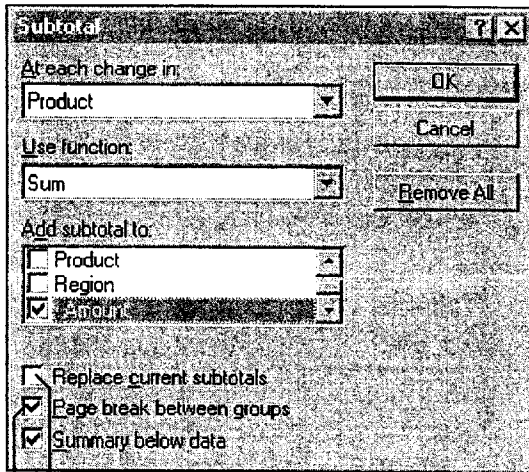 Subtotal
At each change in:
Product
OK
Cancel
Use function:
Sum
Remove All
Add subtotal to:
Product
Region
Amount
Replace current subtotals
Page break between groups
Summary below data